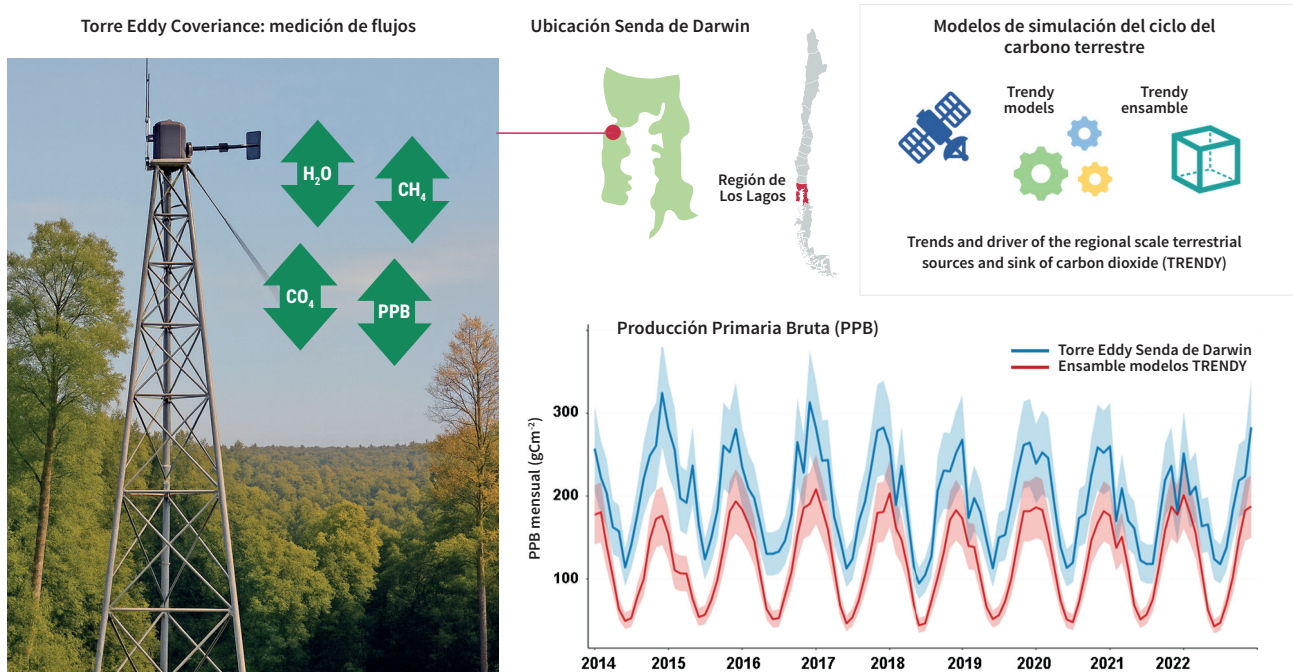 Torre Eddy Coveriance: medición de flujos
H₂O
CH₄
CO₄
PPB
Ubicación Senda de Darwin
Región de
Los Lagos
Modelos de simulación del ciclo del
carbono terrestre
Trendy
models
Trendy
ensamble
Trends and driver of the regional scale terrestrial
sources and sink of carbon dioxide (TRENDY)
Producción Primaria Bruta (PPB)
Torre Eddy Senda de Darwin
Ensamble modelos TRENDY
PPB mensual (gCm⁻²)
300
200
100
2014 2015 2016 2017 2018 2019 2020 2021 2022